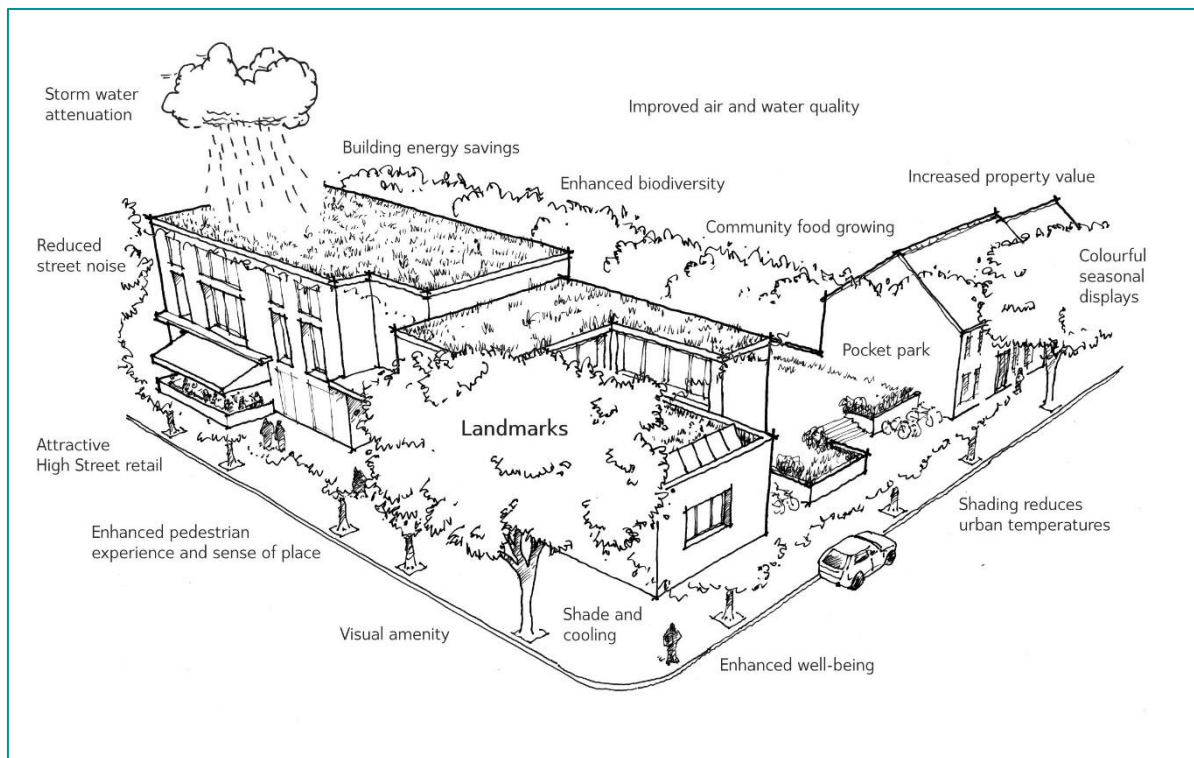 Storm water
attenuation
Improved air and water quality
Building energy savings
Enhanced biodiversity
Increased property value
Community food growing
Reduced
street noise
Colourful
seasonal
displays
Pocket park
Landmarks
Attractive
High Street retail
Enhanced pedestrian
experience and sense of place
Shading reduces
urban temperatures
Visual amenity
Shade and
cooling
Enhanced well-being